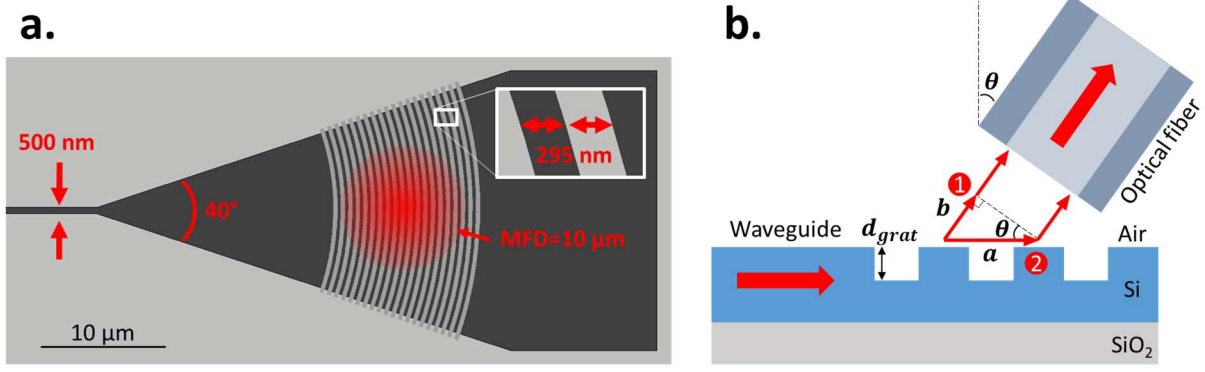 a.
500 nm
40°
295 nm
MFD=10 µm
10 µm
b.
θ
Optical fiber
1
b
θ
Waveguide
d_grat
Air
a
2
Si
SiO₂